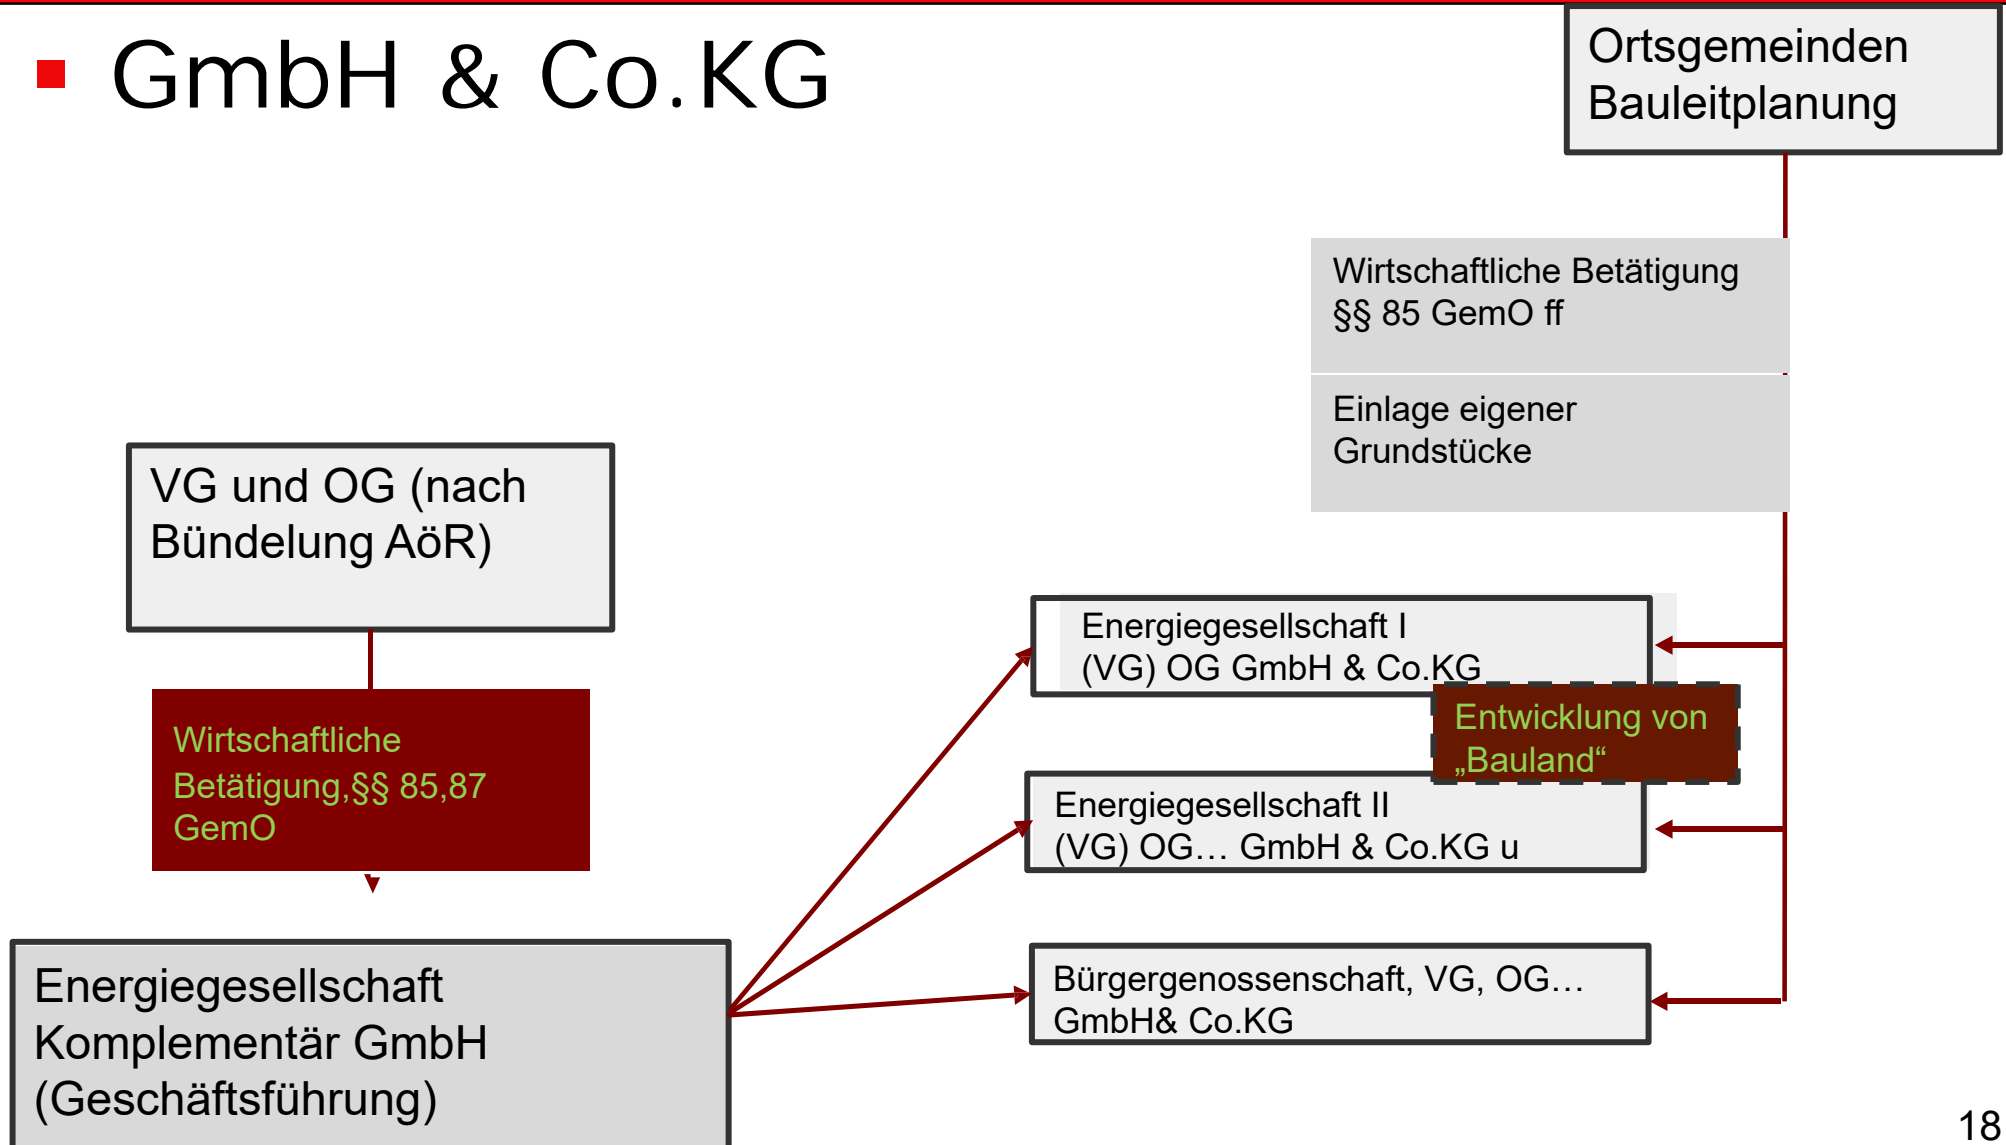 GmbH & Co.KG
Ortsgemeinden
Bauleitplanung
Wirtschaftliche Betätigung
§§ 85 GemO ff
Einlage eigener
Grundstücke
VG und OG (nach
Bündelung AöR)
Wirtschaftliche
Betätigung,§§ 85,87
GemO
Energiegesellschaft
Komplementär GmbH
(Geschäftsführung)
Energiegesellschaft I
(VG) OG GmbH & Co.KG
Entwicklung von
„Bauland“
Energiegesellschaft II
(VG) OG… GmbH & Co.KG u
Bürgergenossenschaft, VG, OG…
GmbH& Co.KG
18